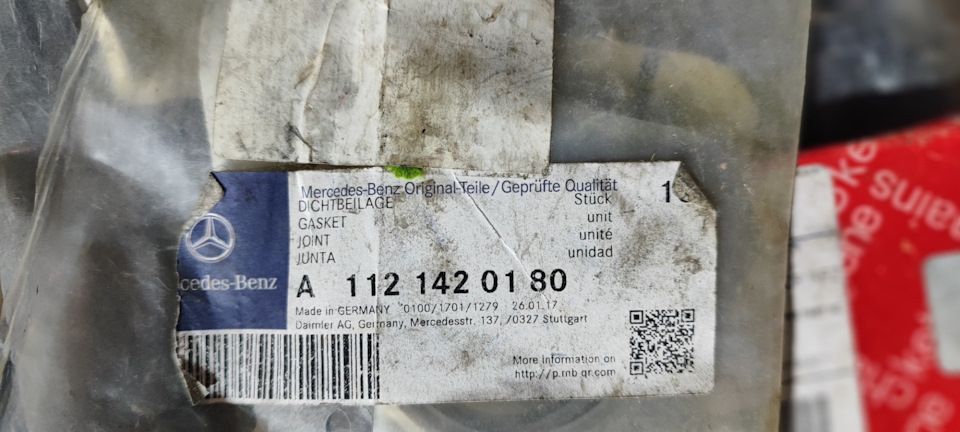 Mercedes-Benz Original-Teile/Geprüfte Qualität
DICHTBEILAGE Stück
GASKET unit
JOINT unité
JUNTA unidad
cedes-Benz
A 112 142 01 80
Made in GERMANY 0100/1701/1279 26.01.17
Daimler AG, Germany, Mercedesstr. 137, 70327 Stuttgart
More Information on
http://p.mb-qr.com